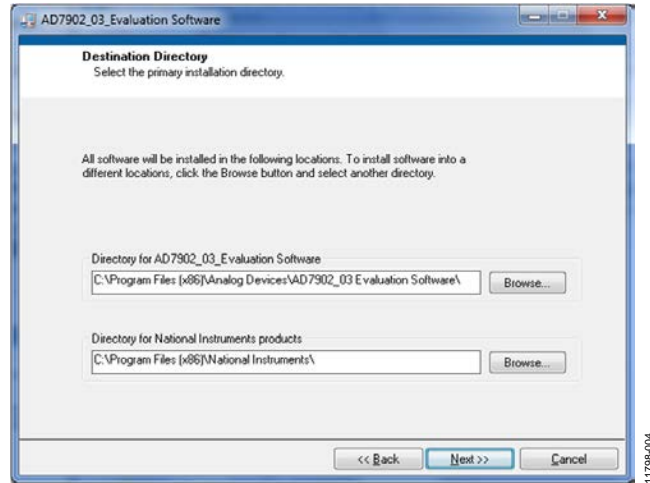 AD7902_03_Evaluation Software
Destination Directory
Select the primary installation directory.
All software will be installed in the following locations. To install software into a
different locations, click the Browse button and select another directory.
Directory for AD7902_03_Evaluation Software
C:\Program Files (x86)\Analog Devices\AD7902_03 Evaluation Software\
Browse...
Directory for National Instruments products
C:\Program Files (x86)\National Instruments\
Browse...
<< Back
Next >>
Cancel
11798-004